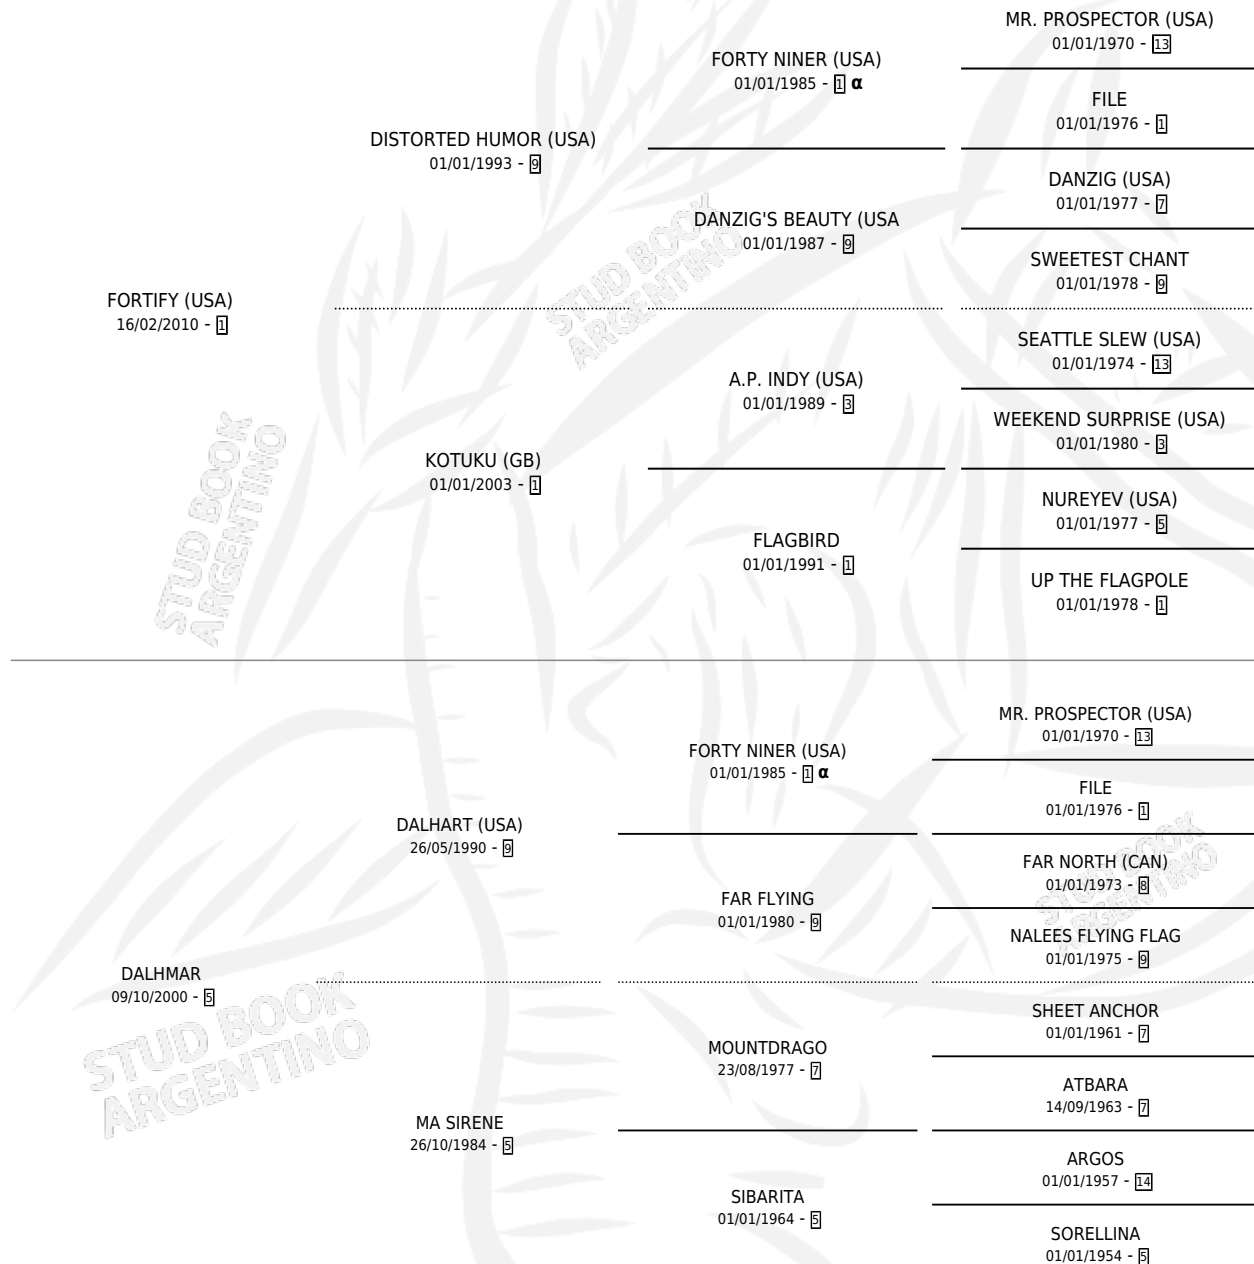 MR. PROSPECTOR (USA)
01/01/1970 - 13
FORTY NINER (USA)
01/01/1985 - 1 α
FILE
01/01/1976 - 1
DISTORTED HUMOR (USA)
01/01/1993 - 9
DANZIG (USA)
01/01/1977 - 7
DANZIG'S BEAUTY (USA
01/01/1987 - 9
SWEETEST CHANT
01/01/1978 - 9
FORTIFY (USA)
16/02/2010 - 1
STUD BOOK
ARGENTINO
SEATTLE SLEW (USA)
01/01/1974 - 13
A.P. INDY (USA)
01/01/1989 - 3
WEEKEND SURPRISE (USA)
01/01/1980 - 3
KOTUKU (GB)
01/01/2003 - 1
NUREYEV (USA)
01/01/1977 - 5
FLAGBIRD
01/01/1991 - 1
UP THE FLAGPOLE
01/01/1978 - 1
STUD BOOK
ARGENTINO
MR. PROSPECTOR (USA)
01/01/1970 - 13
FORTY NINER (USA)
01/01/1985 - 1 α
FILE
01/01/1976 - 1
DALHART (USA)
26/05/1990 - 9
FAR NORTH (CAN)
01/01/1973 - 8
STUD BOOK
ARGENTINO
FAR FLYING
01/01/1980 - 9
NALEES FLYING FLAG
01/01/1975 - 9
DALHMAR
09/10/2000 - 5
STUD BOOK
ARGENTINO
SHEET ANCHOR
01/01/1961 - 7
MOUNTDRAGO
23/08/1977 - 7
ATBARA
14/09/1963 - 7
MA SIRENE
26/10/1984 - 5
ARGOS
01/01/1957 - 14
SIBARITA
01/01/1964 - 5
SORELLINA
01/01/1954 - 5